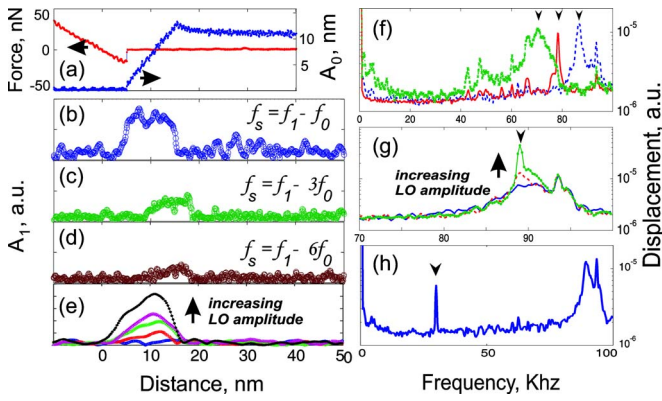 Force, nN
50
0
-50
(a)
10
5
A0, nm
(b)
fs = f1 - f0
(c)
fs = f1 - 3f0
(d)
fs = f1 - 6f0
A1, a.u.
(e)
increasing
LO amplitude
-10 0 10 20 30 40 50
Distance, nm
(f)
10-5
10-6
0 20 40 60 80
(g)
increasing
LO amplitude
10-5
10-6
70 80 90
(h)
10-5
10-6
0 50 100
Frequency, Khz
Displacement, a.u.